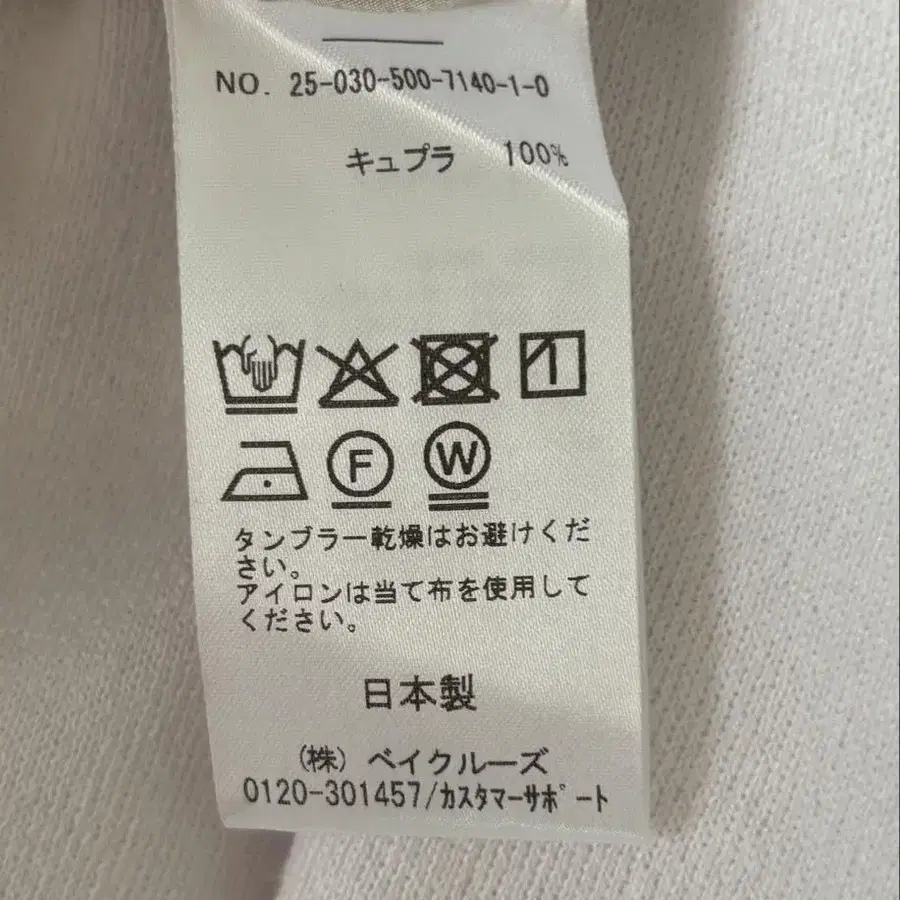 NO. 25-030-500-7140-1-0
キュプラ 100%
F W
タンブラー乾燥はお避けくだ
さい。
アイロンは当て布を使用して
ください。
日本製
(株) ベイクルーズ
0120-301457/ｶｽﾀﾏｰｻﾎﾟｰﾄ